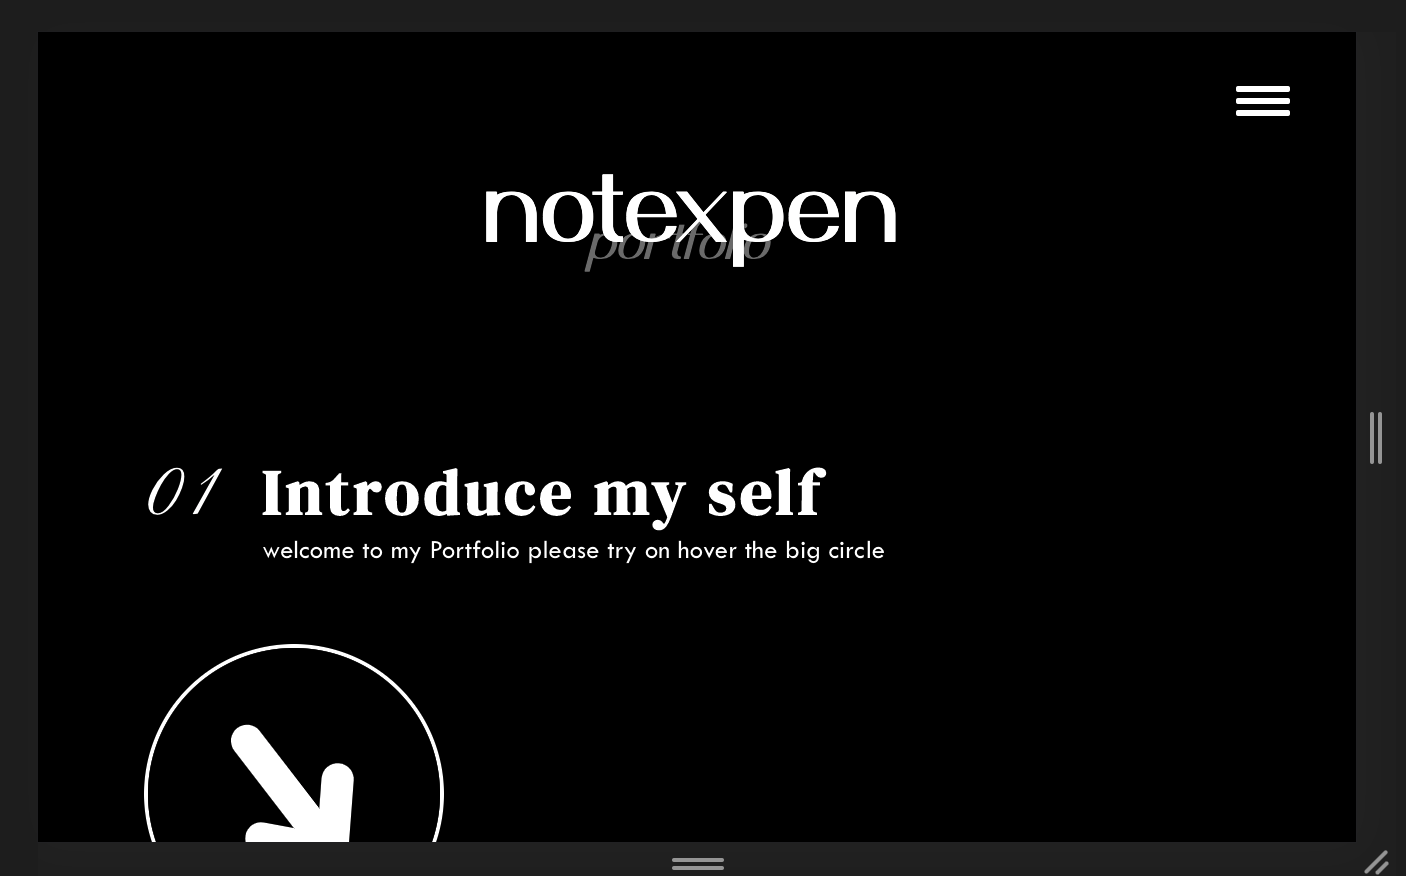 notexpen
portfolio
01 Introduce my self
welcome to my Portfolio please try on hover the big circle